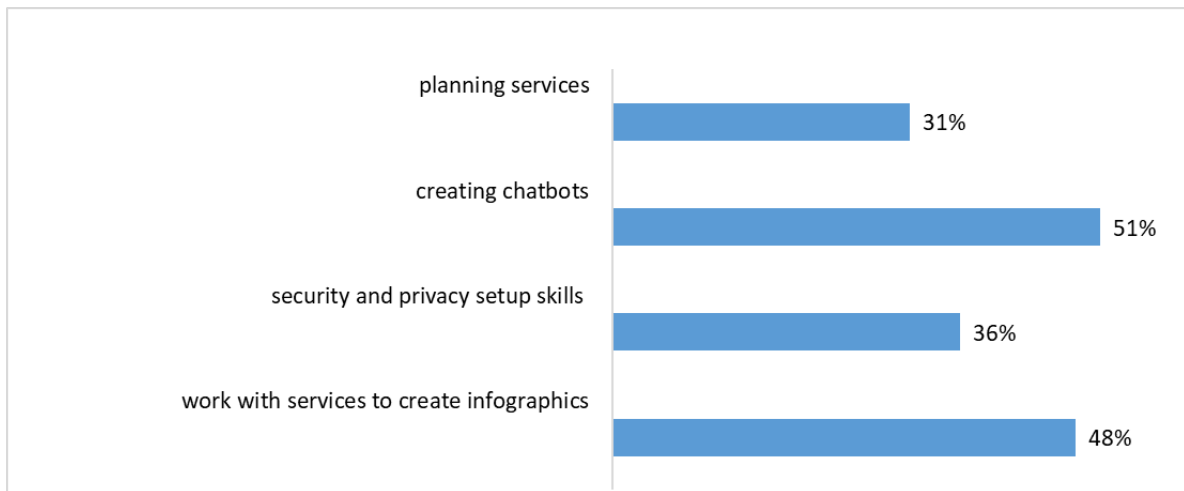 planning services
31%
creating chatbots
51%
security and privacy setup skills
36%
work with services to create infographics
48%